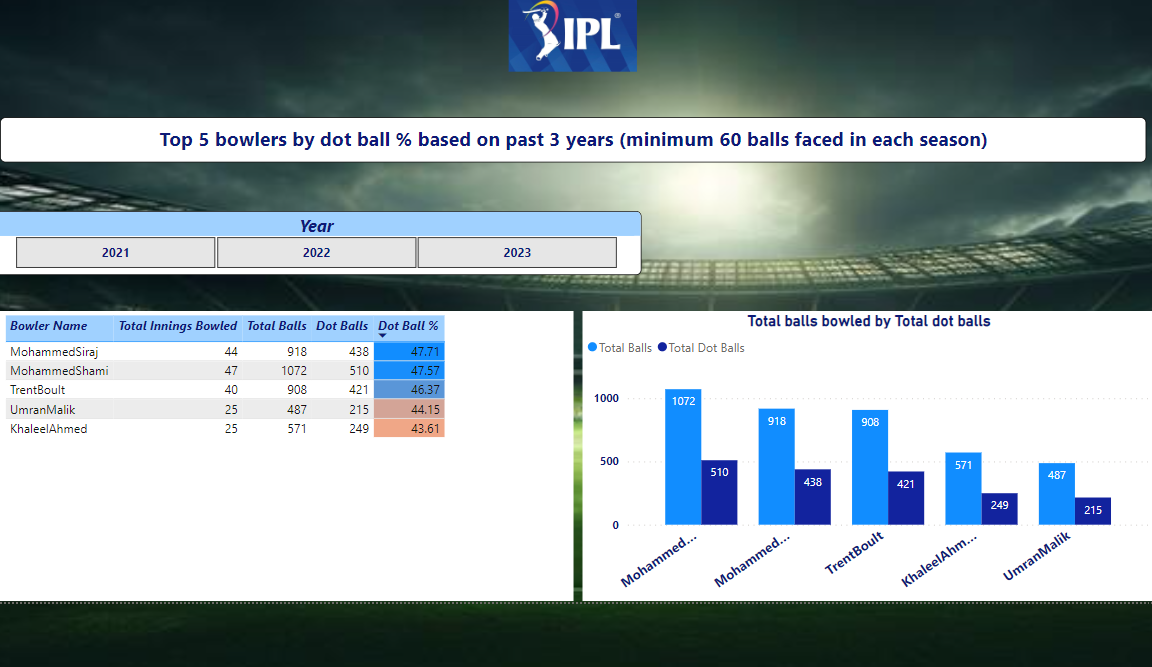 IPL
Top 5 bowlers by dot ball % based on past 3 years (minimum 60 balls faced in each season)
Year
2021 2022 2023
Bowler Name Total Innings Bowled Total Balls Dot Balls Dot Ball %
MohammedSiraj 44 918 438 47.71
MohammedShami 47 1072 510 47.57
TrentBoult 40 908 421 46.37
UmranMalik 25 487 215 44.15
KhaleelAhmed 25 571 249 43.61
Total balls bowled by Total dot balls
Total Balls Total Dot Balls
1000
500
0
1072 510 918 438 908 421 571 249 487 215
Mohammed... Mohammed... TrentBoult KhaleelAhm... UmranMalik